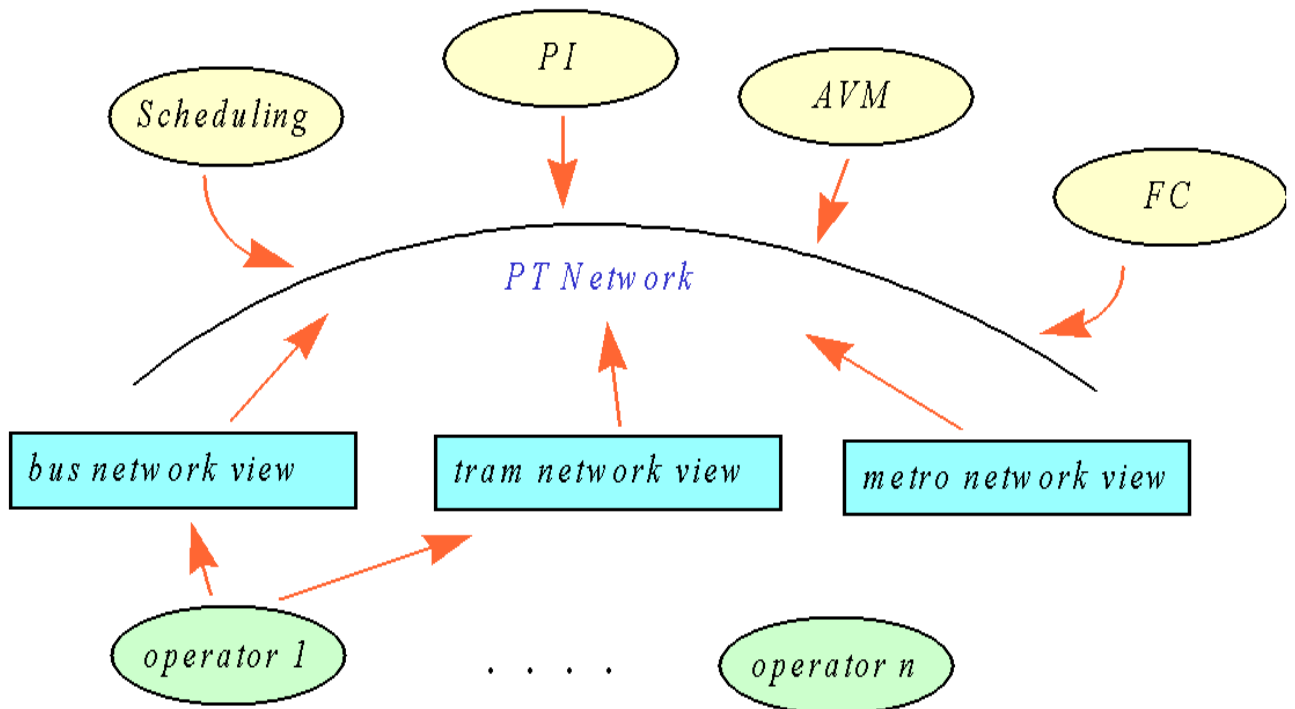 PI
Scheduling
AVM
FC
PT Network
bus network view
tram network view
metro network view
operator 1
. . . .
operator n